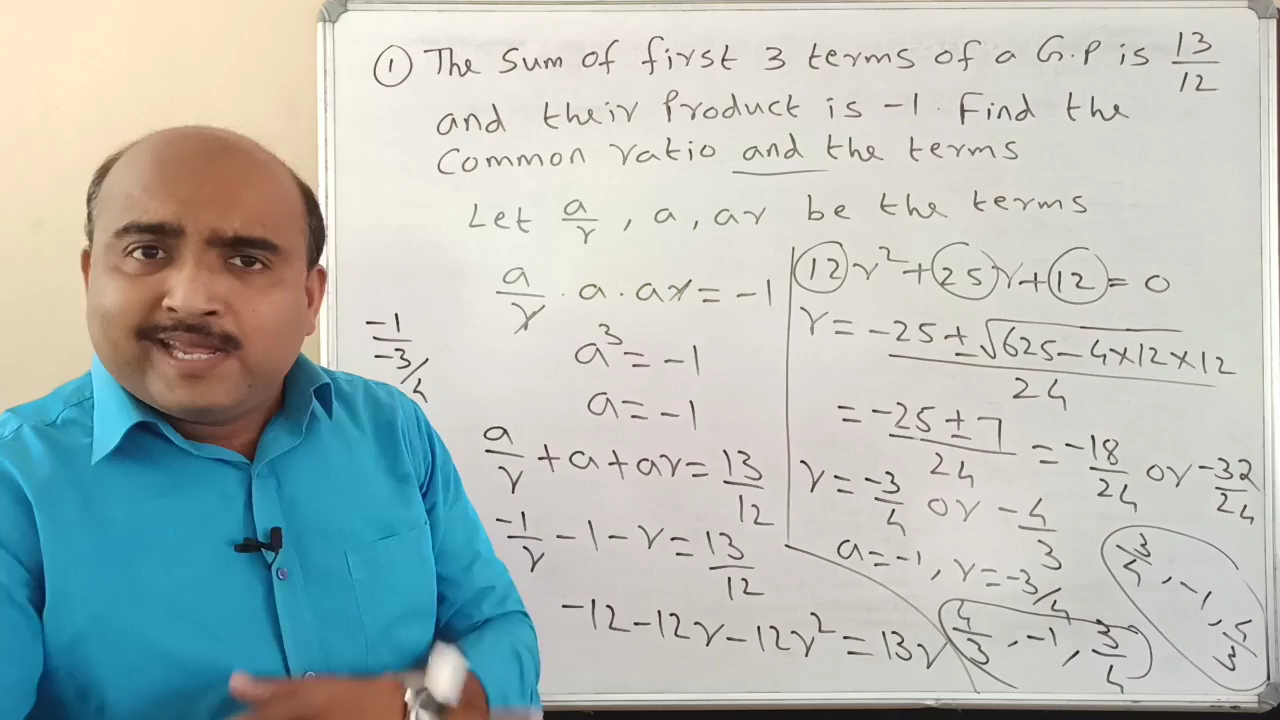 ① The sum of first 3 terms of a G.P is 13/12
and their product is -1. Find the
Common ratio and the terms
Let a/r, a, ar be the terms
a/r . a . ar = -1
a³ = -1
a = -1
a/r + a + ar = 13/12
-1/r - 1 - r = 13/12
-12 - 12r - 12r² = 13r
-1/(-3/4)
12r² + 25r + 12 = 0
r = (-25 ± √(625 - 4×12×12))/24
= (-25 ± 7)/24 = -18/24 or -32/24
r = -3/4 or -4/3
a = -1, r = -3/4
4/3, -1, 3/4
3/4, -1, 4/3